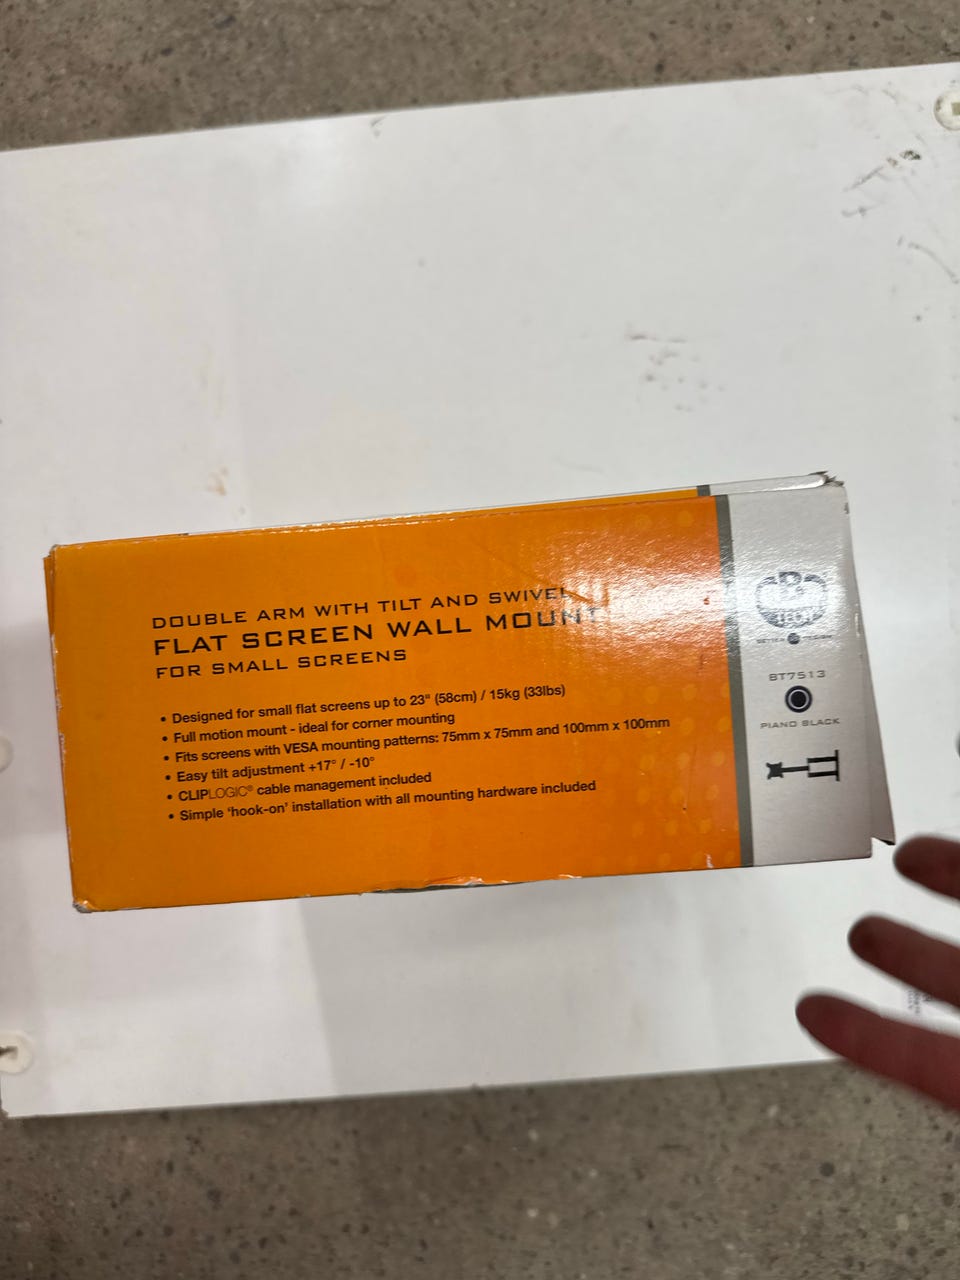 DOUBLE ARM WITH TILT AND SWIVEL
FLAT SCREEN WALL MOUNT
FOR SMALL SCREENS
• Designed for small flat screens up to 23" (58cm) / 15kg (33lbs)
• Full motion mount - ideal for corner mounting
• Fits screens with VESA mounting patterns: 75mm x 75mm and 100mm x 100mm
• Easy tilt adjustment +17° / -10°
• CLIPLOGIC® cable management included
• Simple ‘hook-on’ installation with all mounting hardware included
BT7513
PIANO BLACK